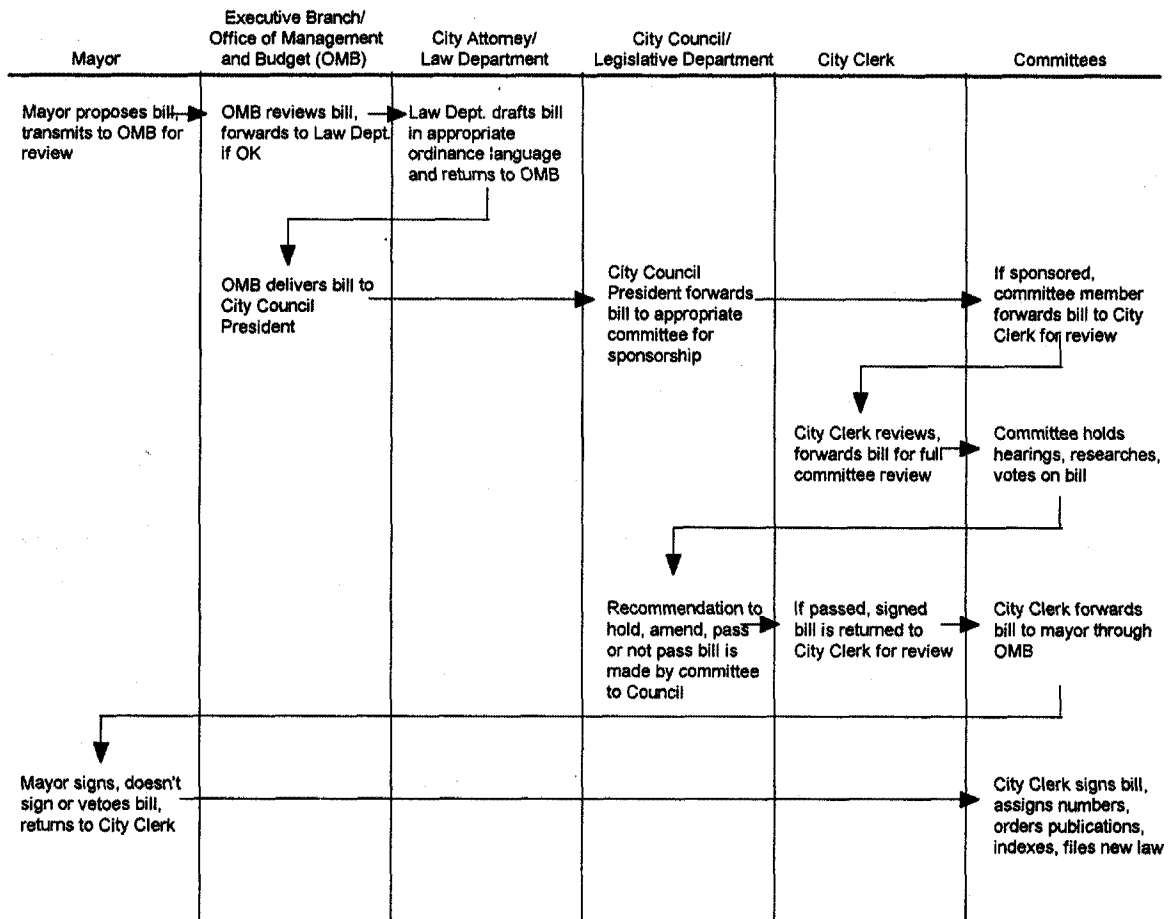 Mayor
Executive Branch/
Office of Management
and Budget (OMB)
City Attorney/
Law Department
City Council/
Legislative Department
City Clerk
Committees
Mayor proposes bill,
transmits to OMB for
review
OMB reviews bill,
forwards to Law Dept.
if OK
Law Dept. drafts bill
in appropriate
ordinance language
and returns to OMB
OMB delivers bill to
City Council
President
City Council
President forwards
bill to appropriate
committee for
sponsorship
If sponsored,
committee member
forwards bill to City
Clerk for review
City Clerk reviews,
forwards bill for full
committee review
Committee holds
hearings, researches,
votes on bill
Recommendation to
hold, amend, pass
or not pass bill is
made by committee
to Council
If passed, signed
bill is returned to
City Clerk for review
City Clerk forwards
bill to mayor through
OMB
Mayor signs, doesn't
sign or vetoes bill,
returns to City Clerk
City Clerk signs bill,
assigns numbers,
orders publications,
indexes, files new law